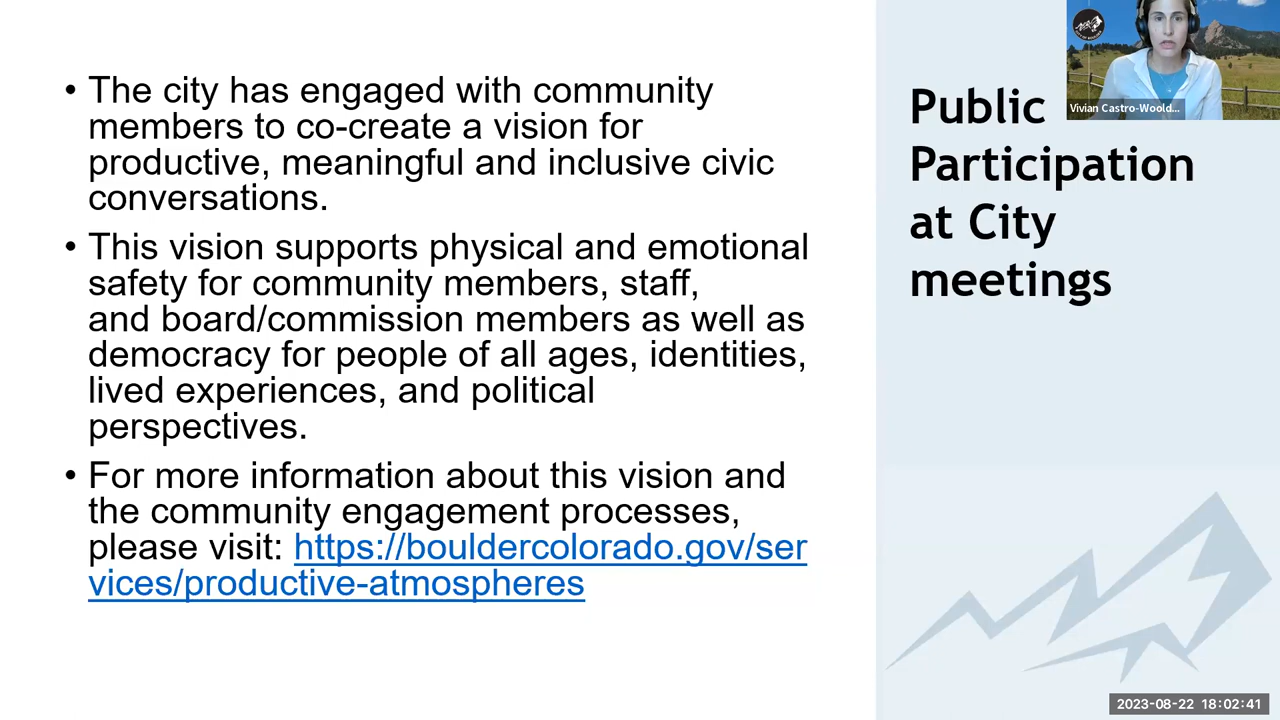 • The city has engaged with community
members to co-create a vision for
productive, meaningful and inclusive civic
conversations.
• This vision supports physical and emotional
safety for community members, staff,
and board/commission members as well as
democracy for people of all ages, identities,
lived experiences, and political
perspectives.
• For more information about this vision and
the community engagement processes,
please visit: https://bouldercolorado.gov/ser
vices/productive-atmospheres
Public
Participation
at City
meetings
Vivian Castro-Woold...
2023-08-22 18:02:41